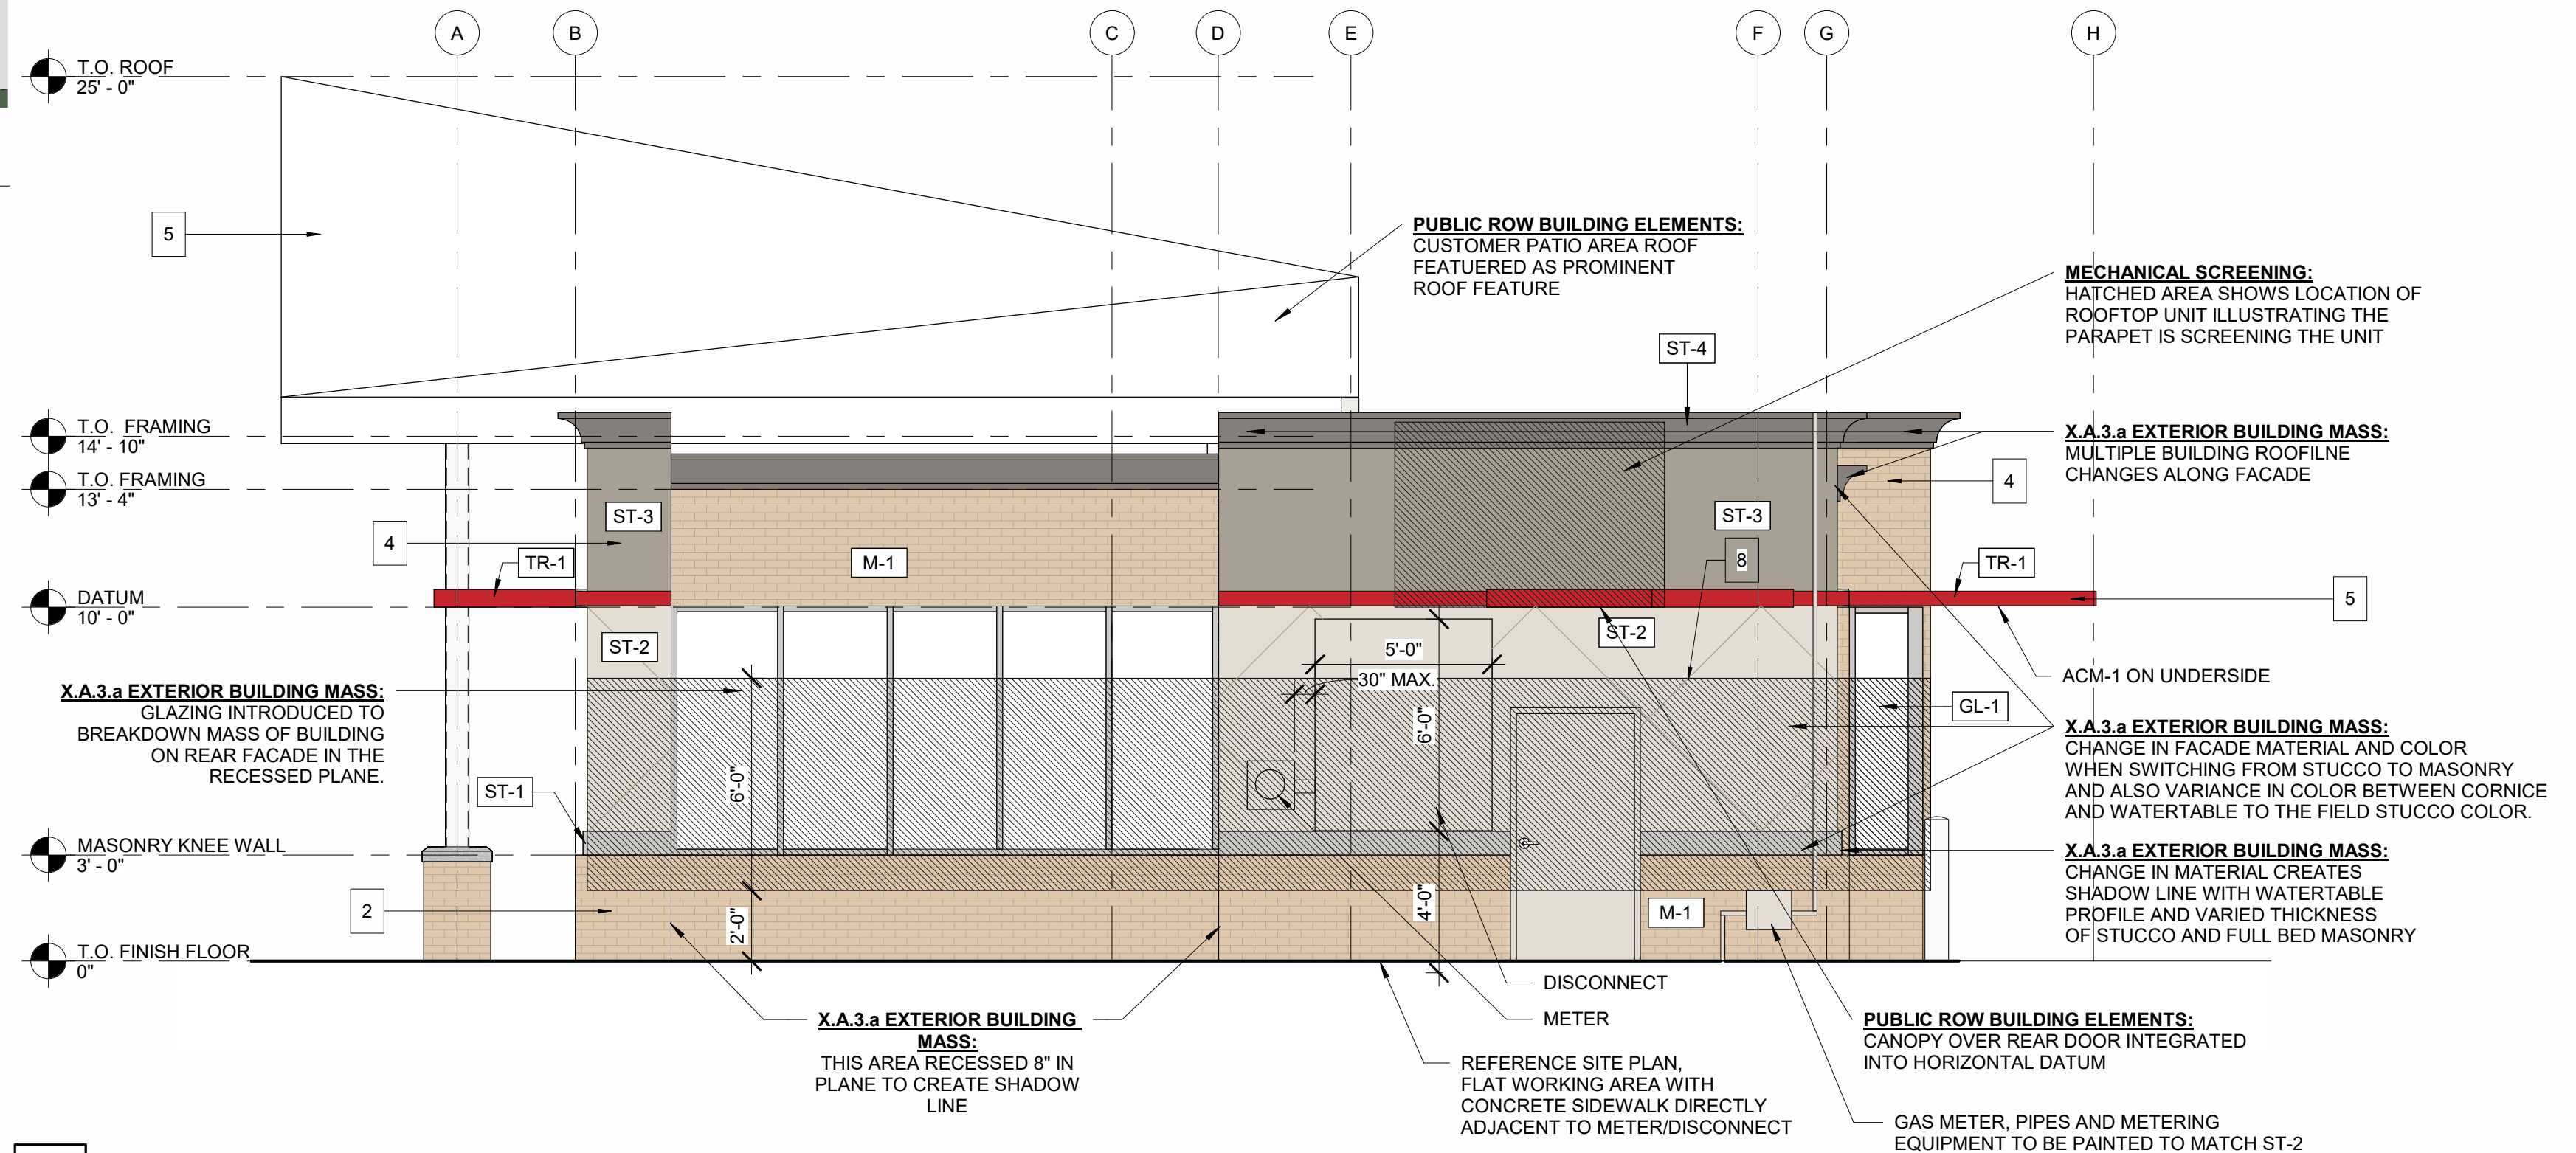 A
B
C
D
E
F
G
H
T.O. ROOF
25' - 0"
5
PUBLIC ROW BUILDING ELEMENTS:
CUSTOMER PATIO AREA ROOF
FEATUERED AS PROMINENT
ROOF FEATURE
MECHANICAL SCREENING:
HATCHED AREA SHOWS LOCATION OF
ROOFTOP UNIT ILLUSTRATING THE
PARAPET IS SCREENING THE UNIT
ST-4
T.O. FRAMING
14' - 10"
X.A.3.a EXTERIOR BUILDING MASS:
MULTIPLE BUILDING ROOFILNE
CHANGES ALONG FACADE
T.O. FRAMING
13' - 4"
4
ST-3
ST-3
4
TR-1
M-1
8
TR-1
DATUM
10' - 0"
5
ST-2
ST-2
5'-0"
30" MAX.
ACM-1 ON UNDERSIDE
X.A.3.a EXTERIOR BUILDING MASS:
GLAZING INTRODUCED TO
BREAKDOWN MASS OF BUILDING
ON REAR FACADE IN THE
RECESSED PLANE.
GL-1
6'-0"
6'-0"
X.A.3.a EXTERIOR BUILDING MASS:
CHANGE IN FACADE MATERIAL AND COLOR
WHEN SWITCHING FROM STUCCO TO MASONRY
AND ALSO VARIANCE IN COLOR BETWEEN CORNICE
AND WATERTABLE TO THE FIELD STUCCO COLOR.
ST-1
MASONRY KNEE WALL
3' - 0"
X.A.3.a EXTERIOR BUILDING MASS:
CHANGE IN MATERIAL CREATES
SHADOW LINE WITH WATERTABLE
PROFILE AND VARIED THICKNESS
OF STUCCO AND FULL BED MASONRY
2
2'-0"
4'-0"
M-1
T.O. FINISH FLOOR
0"
DISCONNECT
METER
X.A.3.a EXTERIOR BUILDING
MASS:
THIS AREA RECESSED 8" IN
PLANE TO CREATE SHADOW
LINE
REFERENCE SITE PLAN,
FLAT WORKING AREA WITH
CONCRETE SIDEWALK DIRECTLY
ADJACENT TO METER/DISCONNECT
PUBLIC ROW BUILDING ELEMENTS:
CANOPY OVER REAR DOOR INTEGRATED
INTO HORIZONTAL DATUM
GAS METER, PIPES AND METERING
EQUIPMENT TO BE PAINTED TO MATCH ST-2